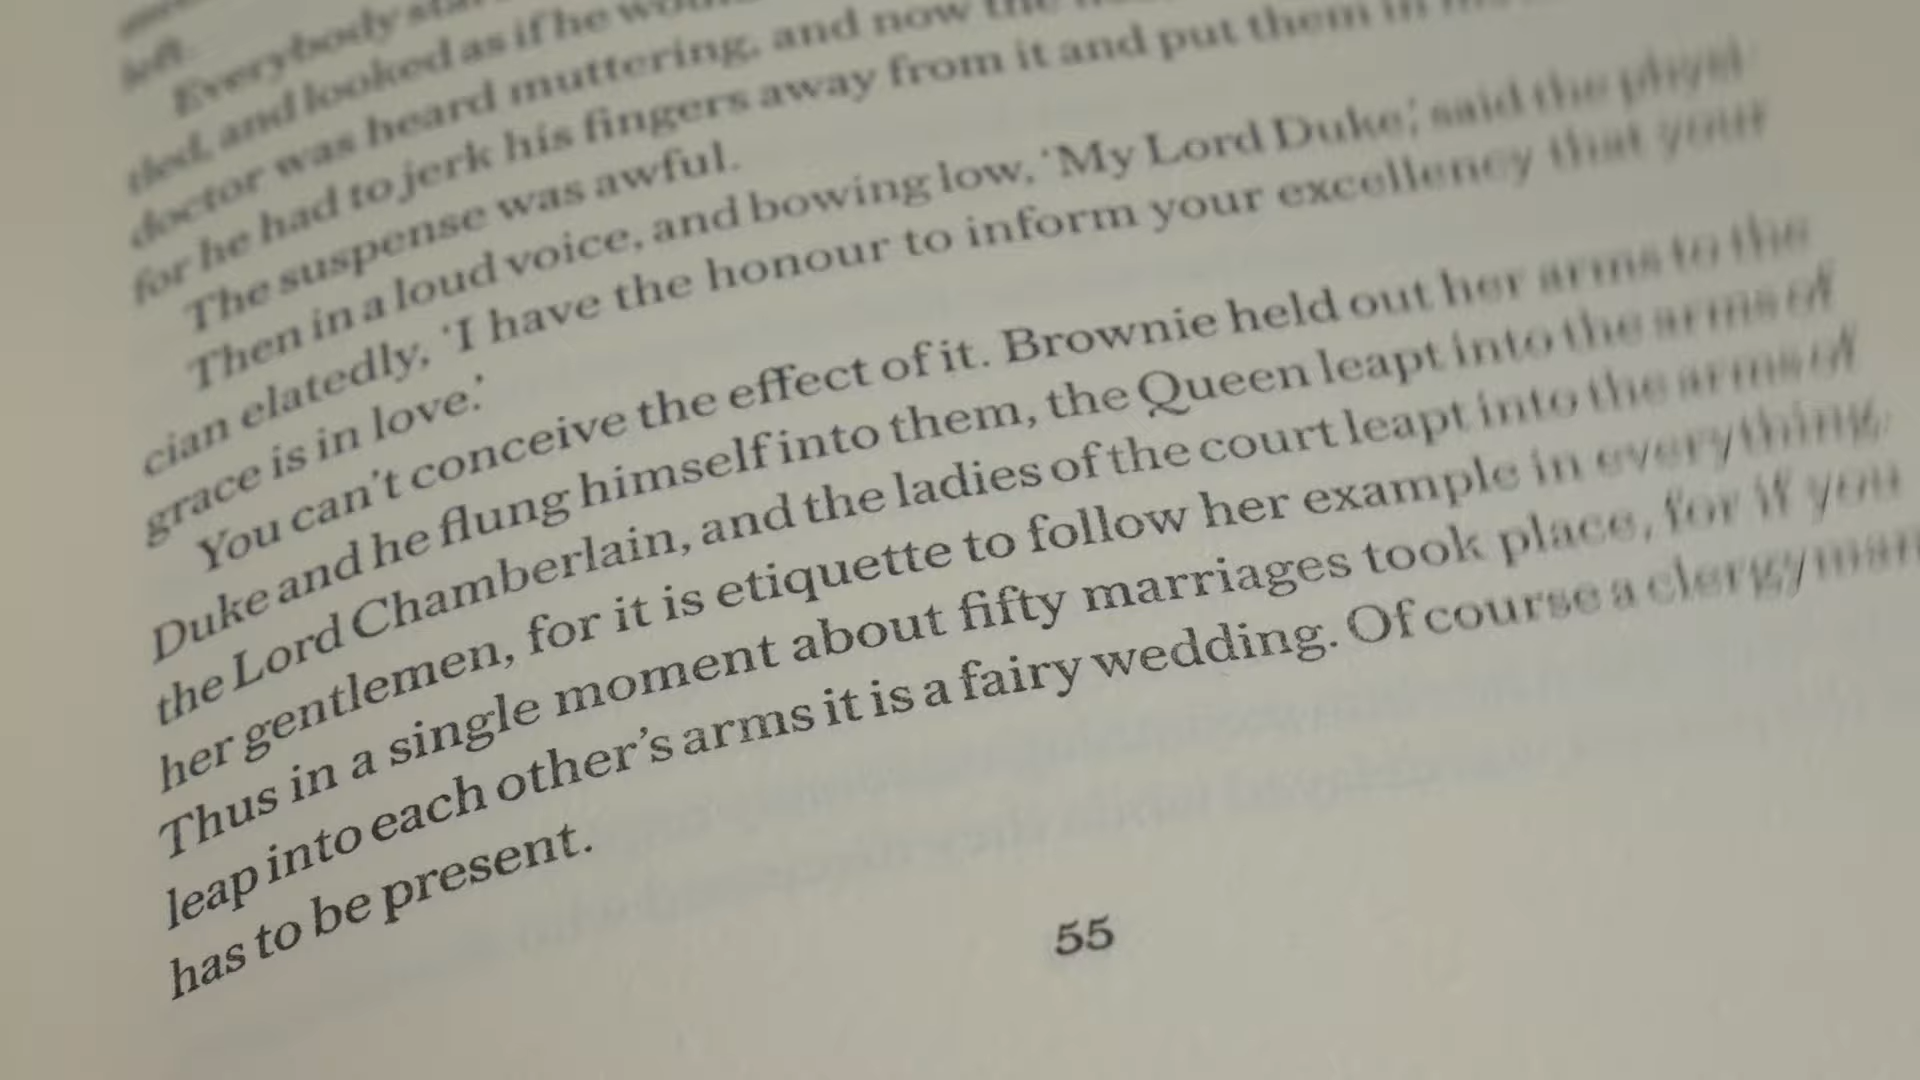 left.
Everybody
tled, and looked as if he
doctor was heard muttering, and now the
for he had to jerk his fingers away from it and put them in
The suspense was awful.
Then in a loud voice, and bowing low, ‘My Lord Duke,’ said the physi-
cian elatedly, ‘I have the honour to inform your excellency that your
grace is in love.’
You can’t conceive the effect of it. Brownie held out her arms to the
Duke and he flung himself into them, the Queen leapt into the arms of
the Lord Chamberlain, and the ladies of the court leapt into the arms of
her gentlemen, for it is etiquette to follow her example in everything.
Thus in a single moment about fifty marriages took place, for if you
leap into each other’s arms it is a fairy wedding. Of course a clergyman
has to be present.
55